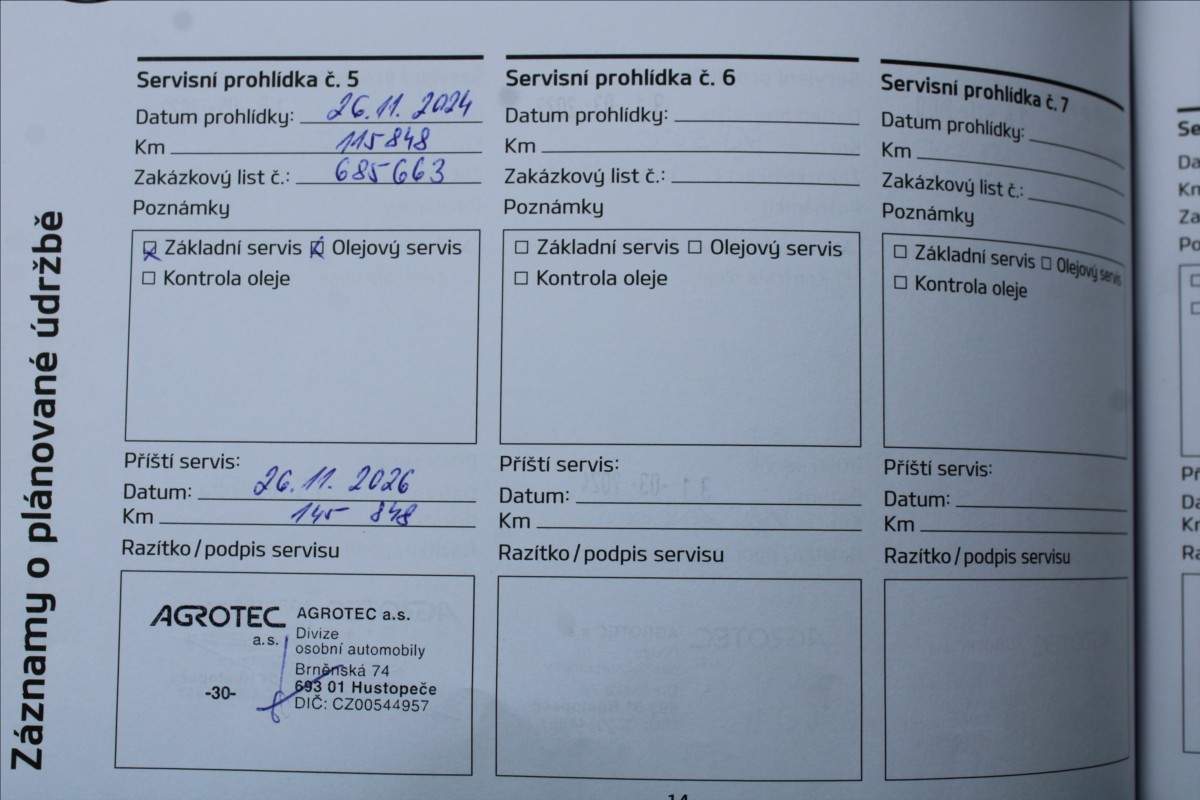 Záznamy o plánované údržbě
Servisní prohlídka č. 5
Datum prohlídky: 26.11.2024
Km 115848
Zakázkový list č.: 685663
Poznámky
Základní servis Olejový servis
Kontrola oleje
Příští servis:
Datum: 26.11.2026
Km 145 848
Razítko/podpis servisu
AGROTEC a.s.
-30-
AGROTEC a.s.
Divize
osobní automobily
Brněnská 74
693 01 Hustopeče
DIČ: CZ00544957
Servisní prohlídka č. 6
Datum prohlídky:
Km
Zakázkový list č.:
Poznámky
Základní servis Olejový servis
Kontrola oleje
Příští servis:
Datum:
Km
Razítko/podpis servisu
Servisní prohlídka č. 7
Datum prohlídky:
Km
Zakázkový list č.:
Poznámky
Základní servis Olejový servis
Kontrola oleje
Příští servis:
Datum:
Km
Razítko/podpis servisu